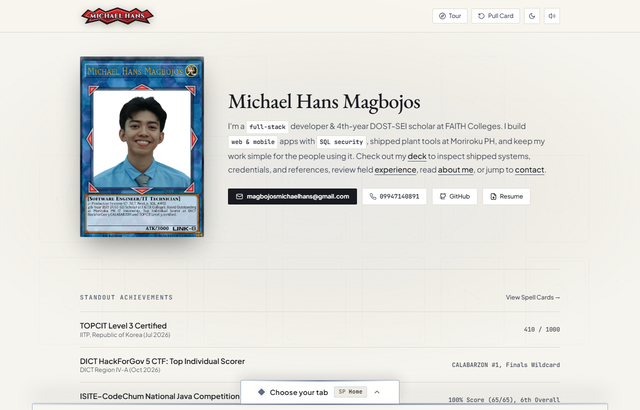 MICHAEL HANS
Tour
Pull Card
MICHAEL HANS MAGBOJOS
[SOFTWARE ENGINEER/IT TECHNICIAN]
ATK/3000 LINK-8
Michael Hans Magbojos
I'm a full-stack developer & 4th-year DOST-SEI scholar at FAITH Colleges. I build
web & mobile apps with SQL security, shipped plant tools at Moriroku PH, and keep my
work simple for the people using it. Check out my deck to inspect shipped systems,
credentials, and references, review field experience, read about me, or jump to contact.
magbojosmichaelhans@gmail.com
09947140891
GitHub
Resume
STANDOUT ACHIEVEMENTS
View Spell Cards →
TOPCIT Level 3 Certified
IITP, Republic of Korea (Jul 2026)
410 / 1000
DICT HackForGov 5 CTF: Top Individual Scorer
DICT Region IV-A (Oct 2026)
CALABARZON #1, Finals Wildcard
ISITE-CodeChum National Java Competition
100% Score (65/65), 6th Overall
Choose your tab
SP Home